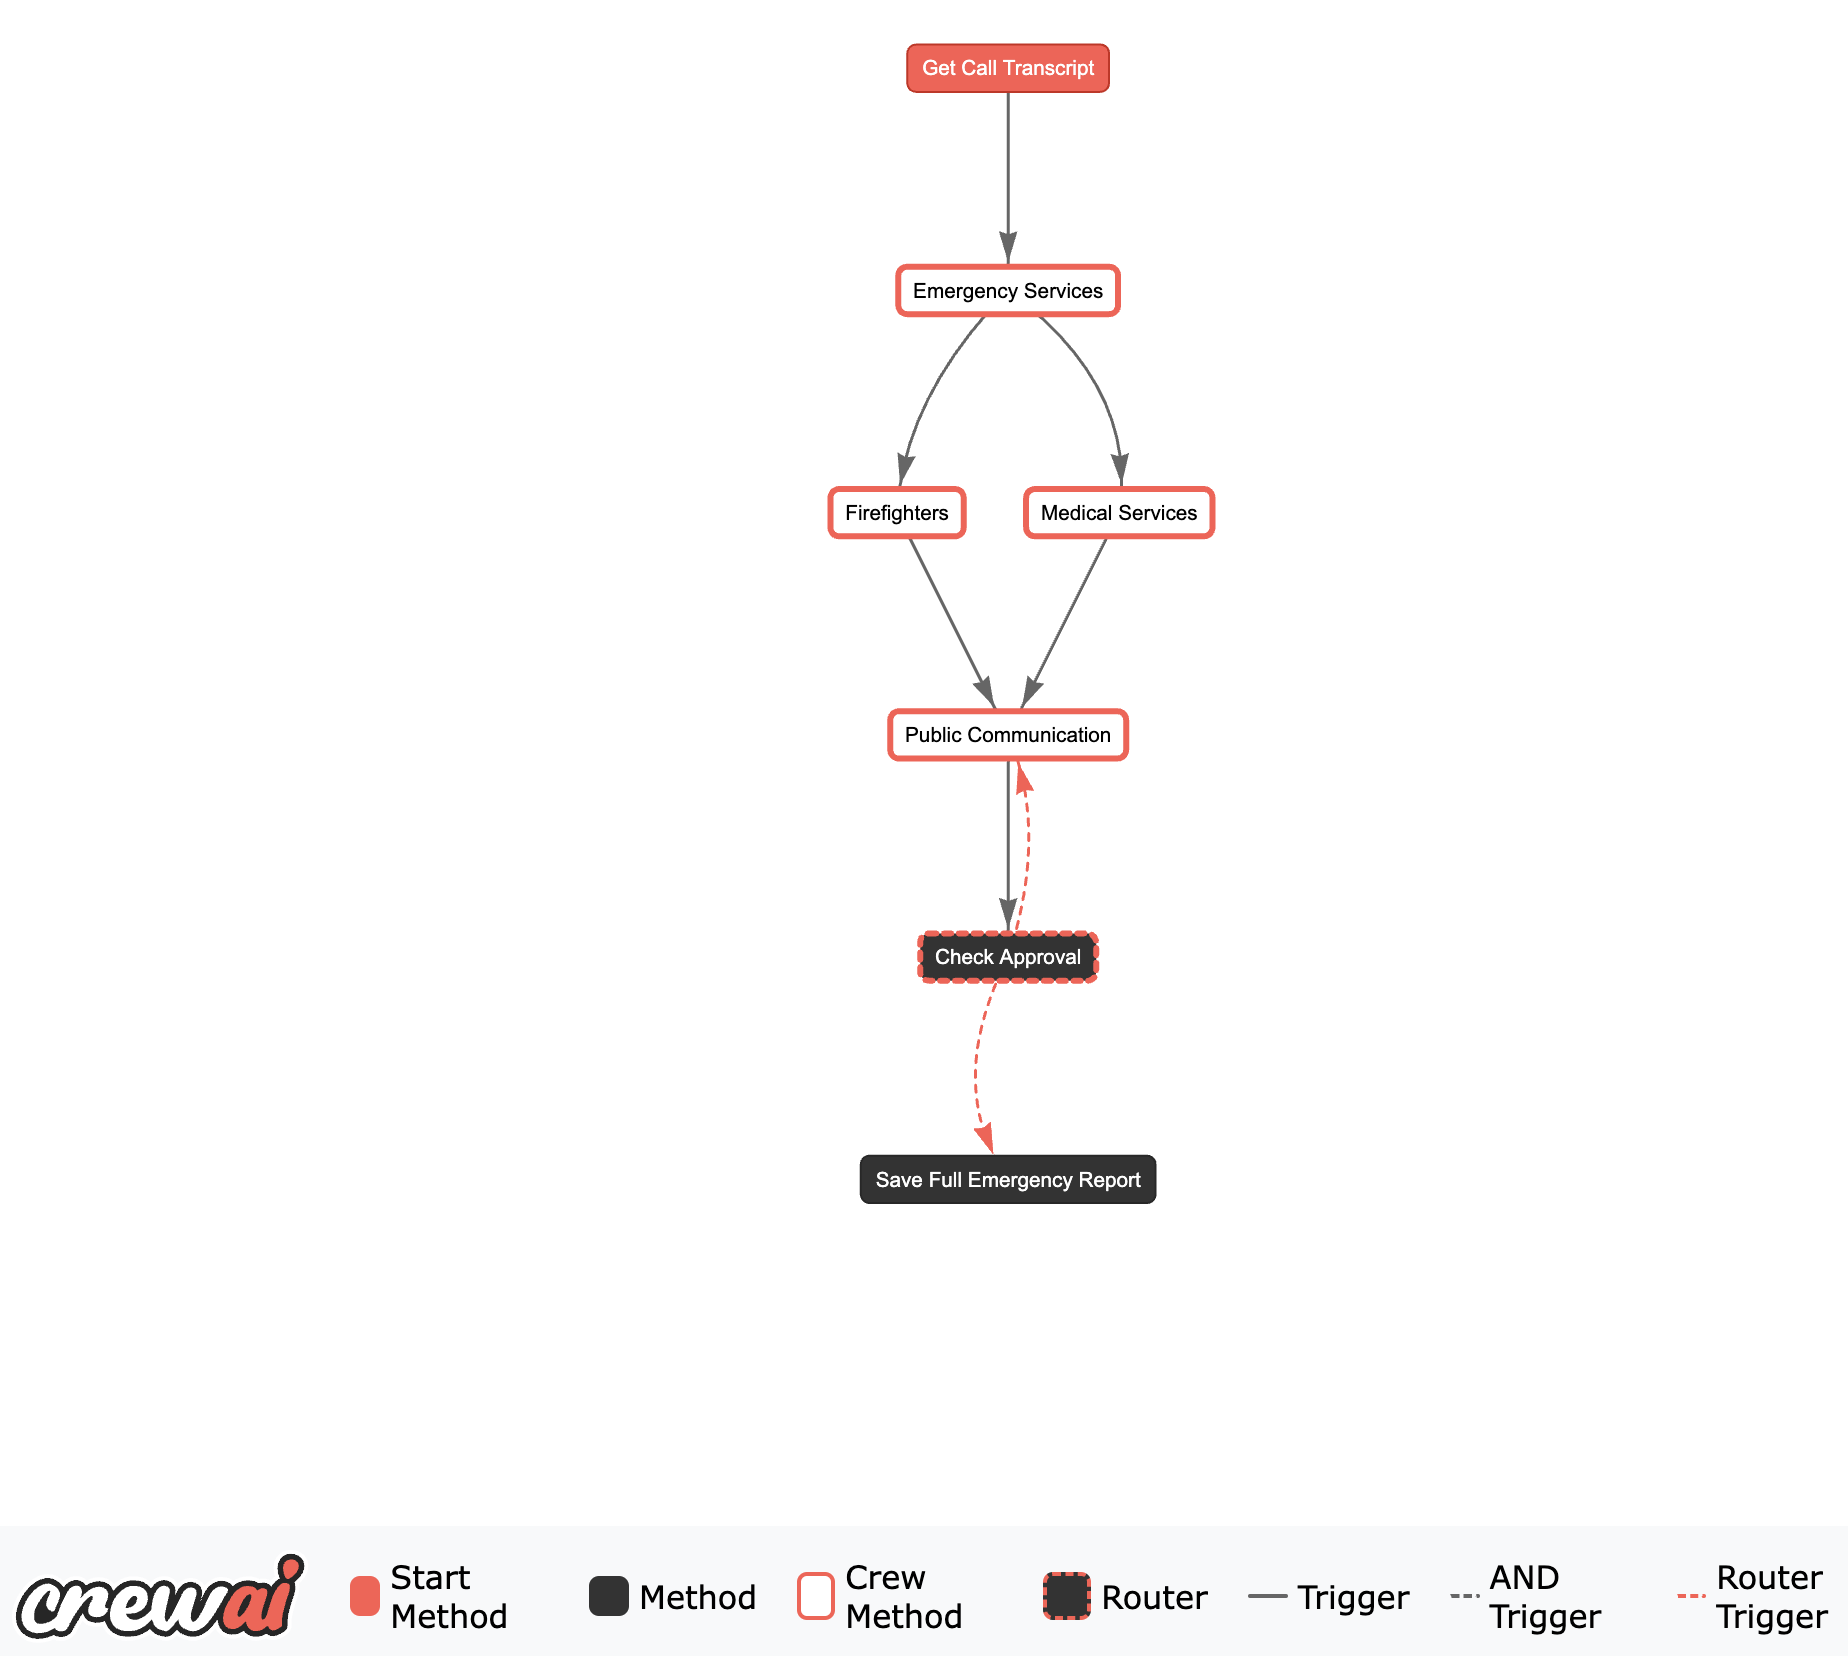 Get Call Transcript
Emergency Services
Firefighters
Medical Services
Public Communication
Check Approval
Save Full Emergency Report
crewai
Start
Method
Method
Crew
Method
Router
Trigger
AND
Trigger
Router
Trigger